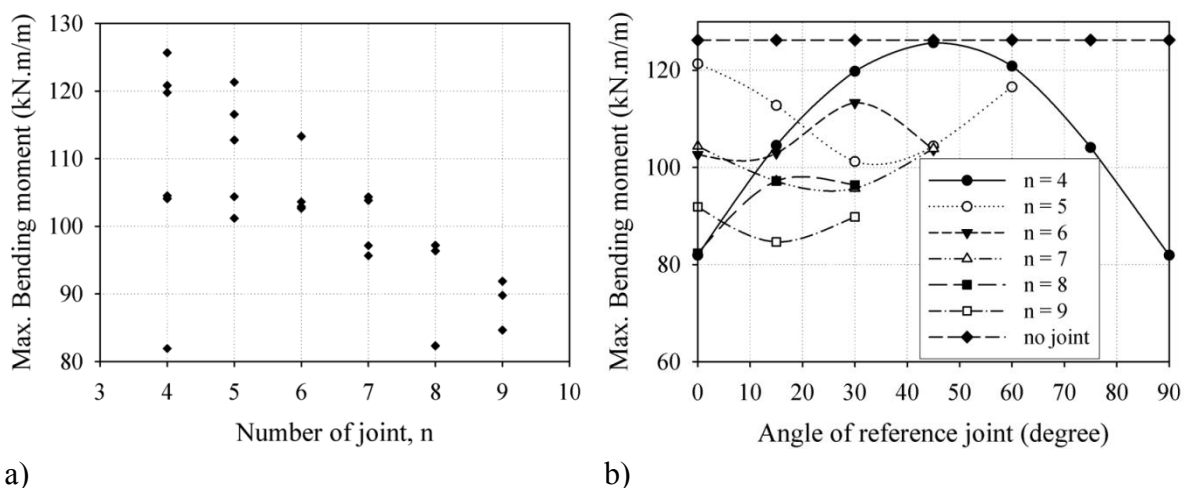 Max. Bending moment (kN.m/m)
130
120
110
100
90
80
3 4 5 6 7 8 9 10
Number of joint, n
a)
Max. Bending moment (kN.m/m)
120
100
80
60
0 10 20 30 40 50 60 70 80 90
Angle of reference joint (degree)
n = 4
n = 5
n = 6
n = 7
n = 8
n = 9
no joint
b)